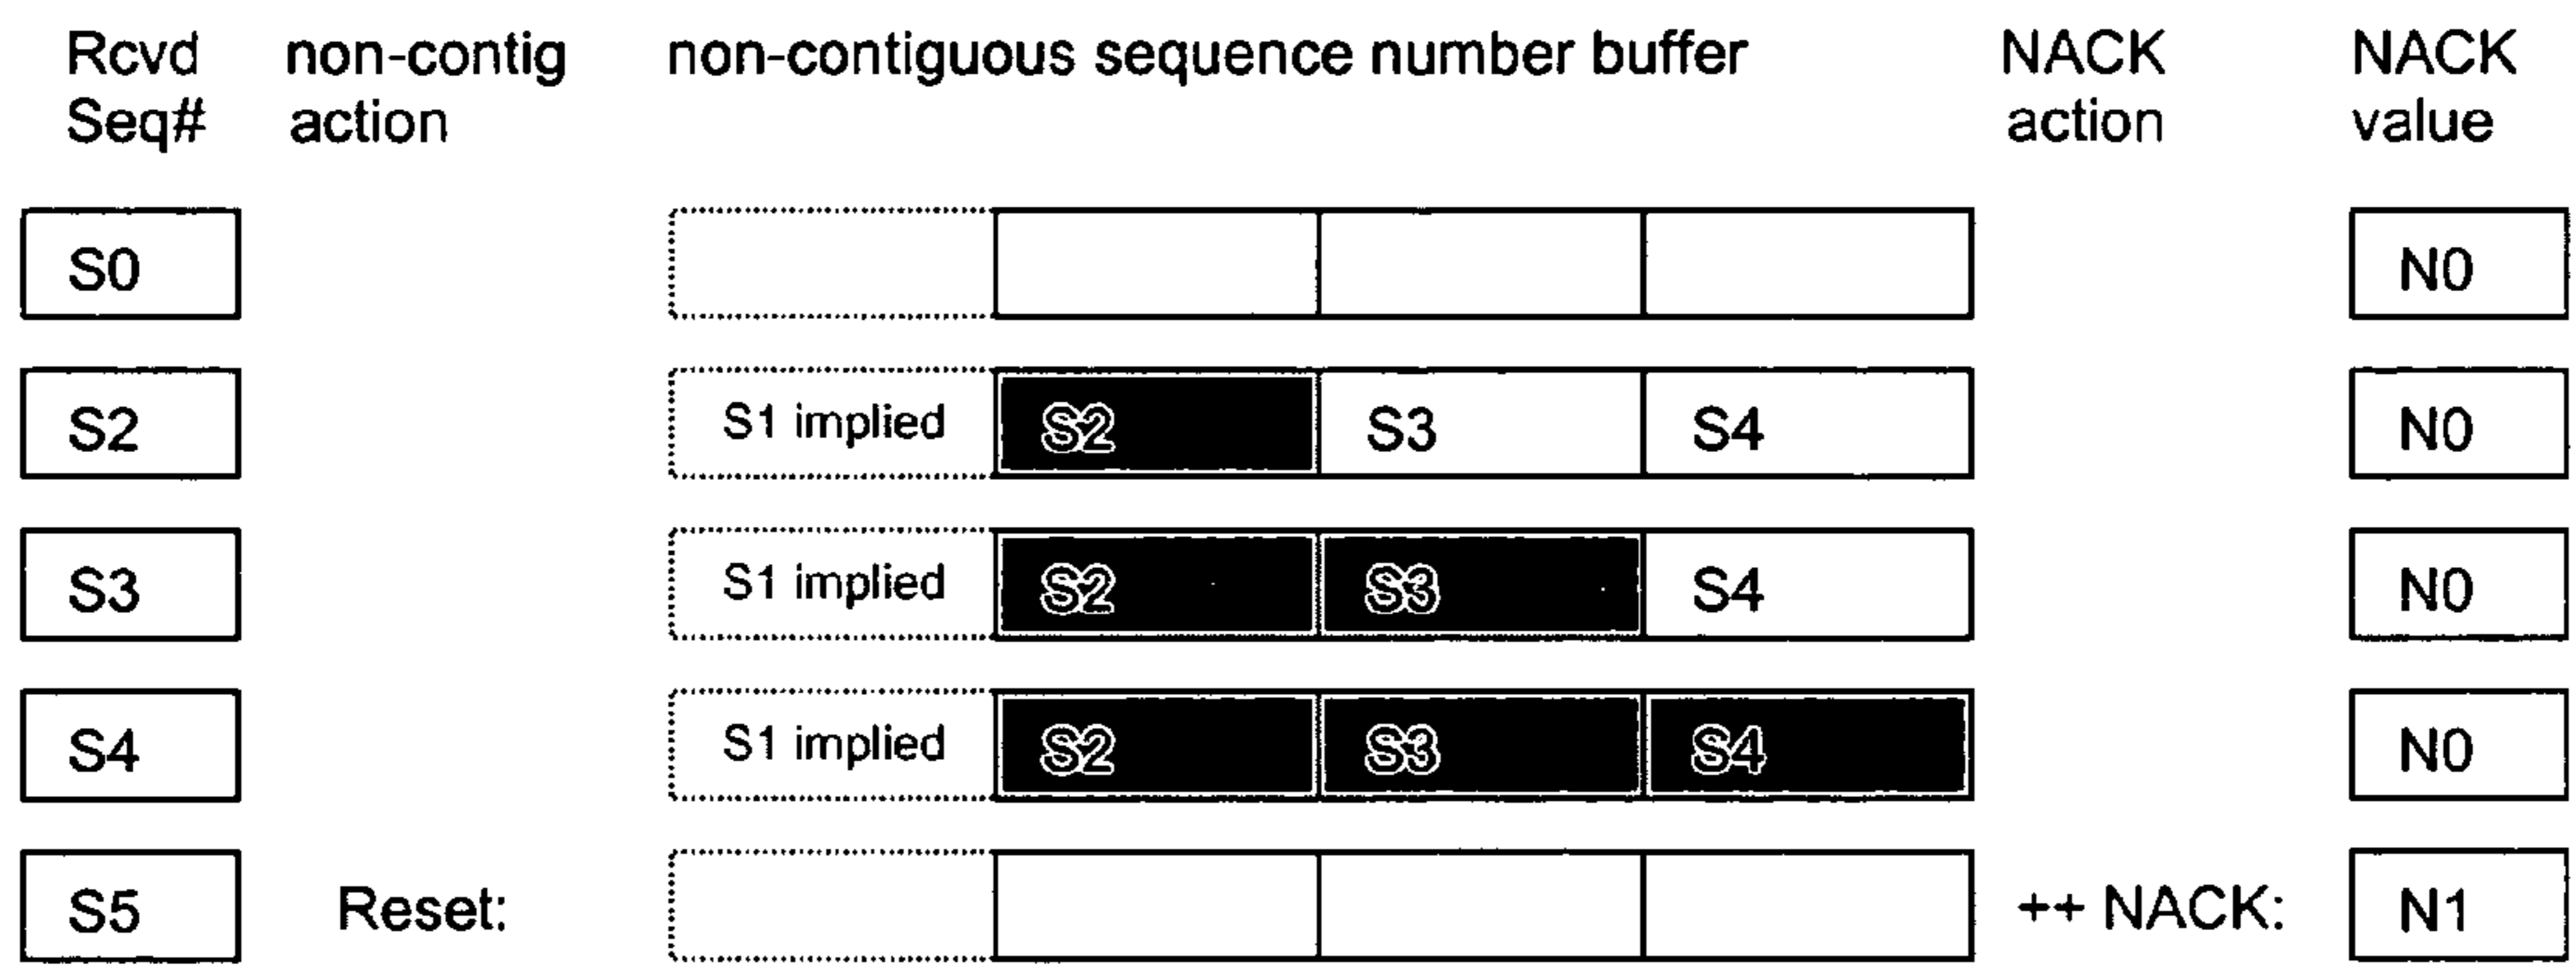 Rcvd non-contig non-contiguous sequence number buffer NACK NACK
Seq# action action value
S0 N0
S2 S1 implied S2 S3 S4 N0
S3 S1 implied S2 S3 S4 N0
S4 S1 implied S2 S3 S4 N0
S5 Reset: ++ NACK: N1